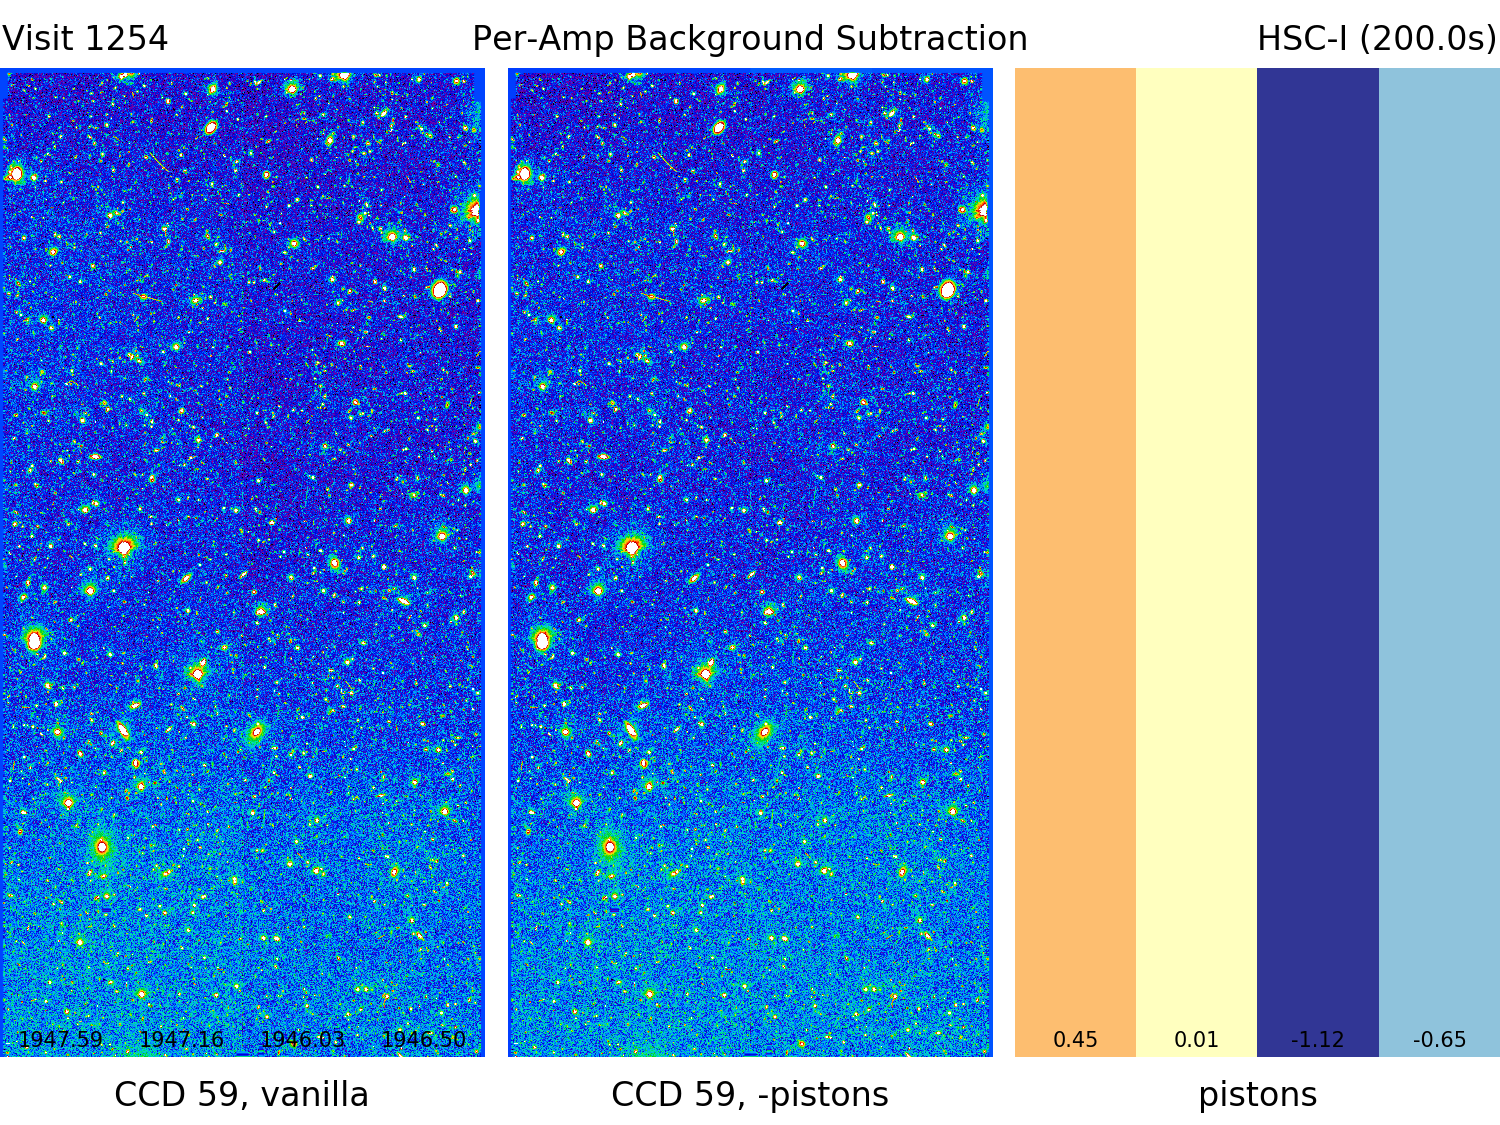 Visit 1254 Per-Amp Background Subtraction HSC-I (200.0s)
1947.59 1947.16 1946.03 1946.50 0.45 0.01 -1.12 -0.65
CCD 59, vanilla CCD 59, -pistons pistons